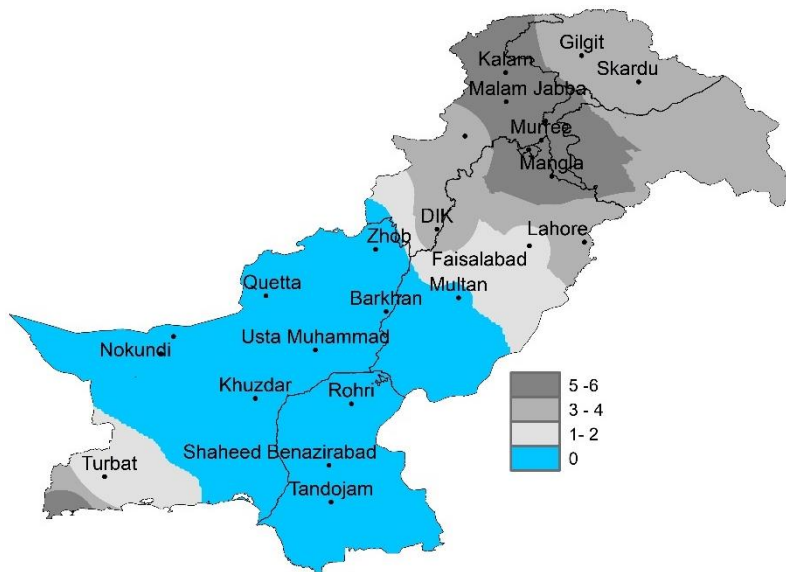 Gilgit
Kalam
Skardu
Malam Jabba
Murree
Mangla
DIK
Lahore
Zhob
Faisalabad
Quetta
Multan
Barkhan
Usta Muhammad
Nokundi
Khuzdar
Rohri
5 -6
3 - 4
1- 2
0
Shaheed Benazirabad
Turbat
Tandojam